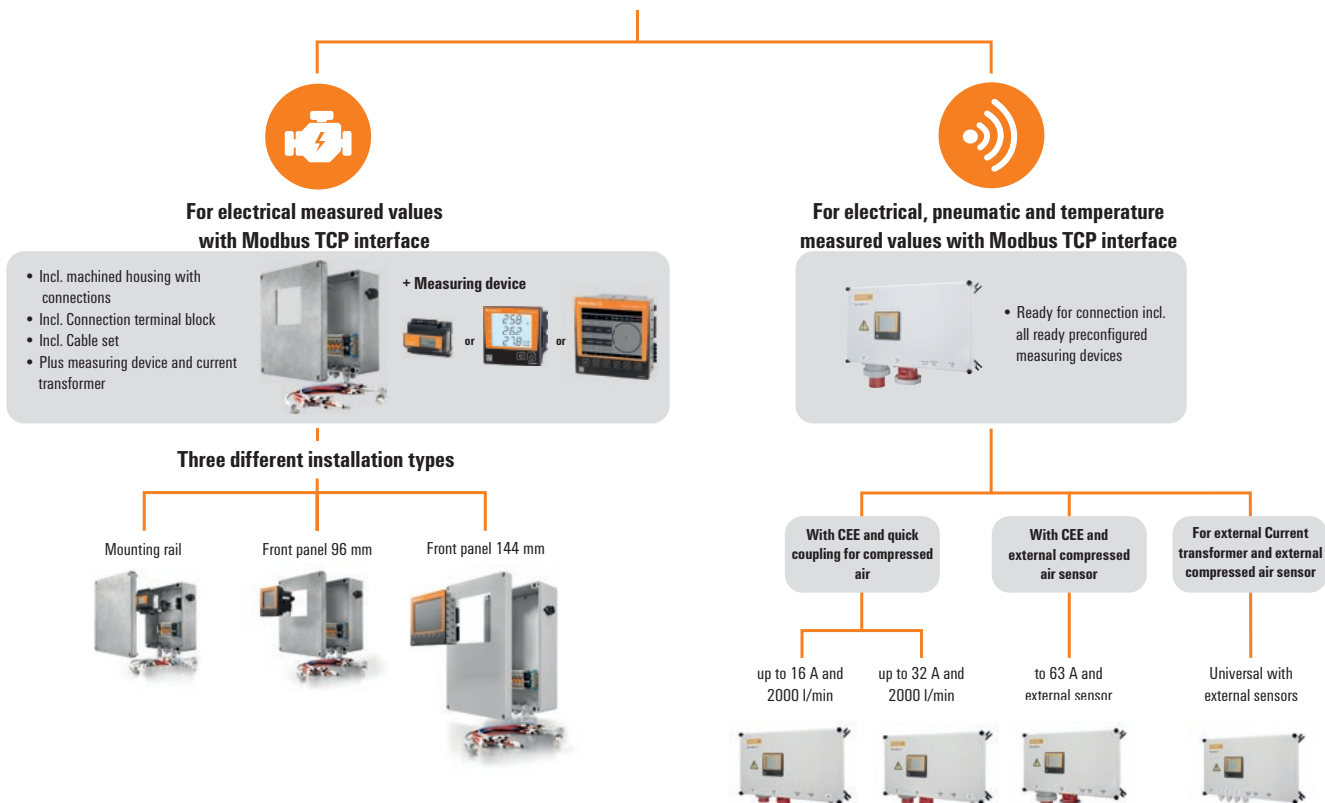 For electrical measured values
with Modbus TCP interface
• Incl. machined housing with
connections
• Incl. Connection terminal block
• Incl. Cable set
• Plus measuring device and current
transformer
+ Measuring device
or
or
Three different installation types
Mounting rail
Front panel 96 mm
Front panel 144 mm
For electrical, pneumatic and temperature
measured values with Modbus TCP interface
• Ready for connection incl.
all ready preconfigured
measuring devices
With CEE and quick
coupling for compressed
air
With CEE and
external compressed
air sensor
For external Current
transformer and external
compressed air sensor
up to 16 A and
2000 l/min
up to 32 A and
2000 l/min
to 63 A and
external sensor
Universal with
external sensors